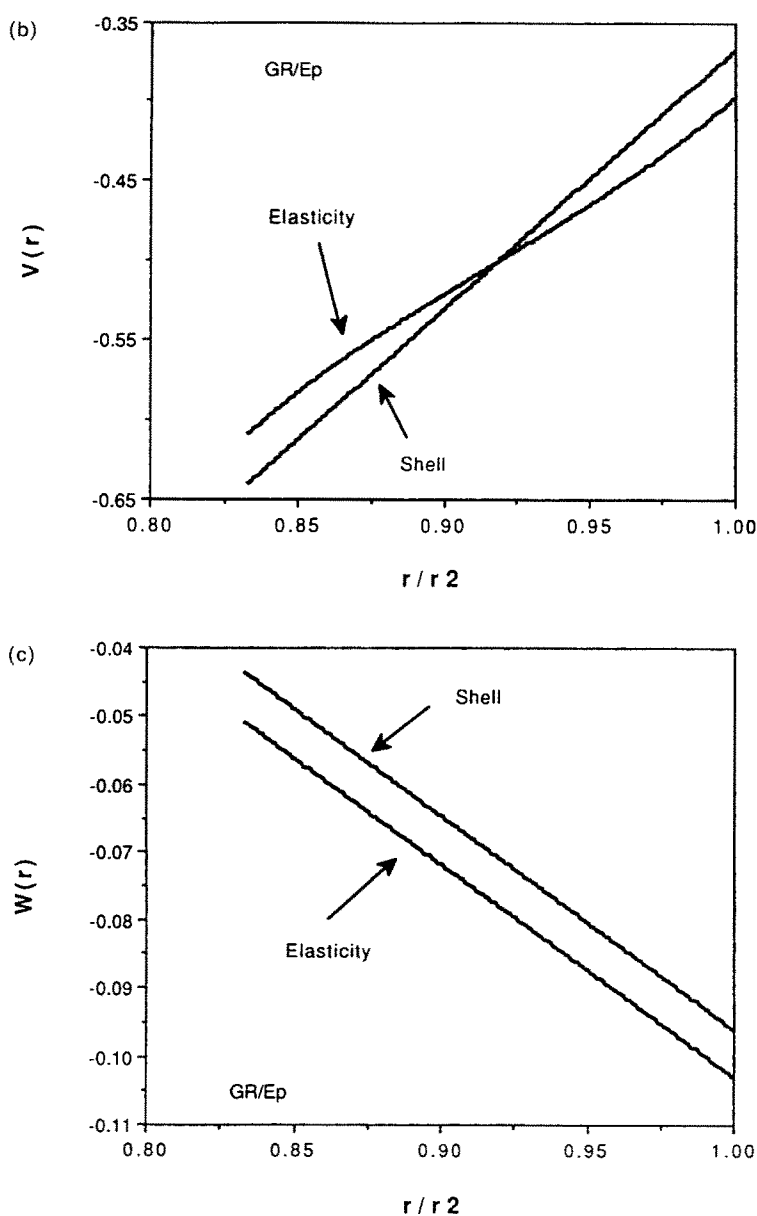 (b)
-0.35
GR/Ep
-0.45
Elasticity
V(r)
-0.55
Shell
-0.65
0.80 0.85 0.90 0.95 1.00
r / r 2
(c)
-0.04
Shell
-0.05
-0.06
W(r)
-0.07
-0.08
Elasticity
-0.09
-0.10
GR/Ep
-0.11
0.80 0.85 0.90 0.95 1.00
r / r 2